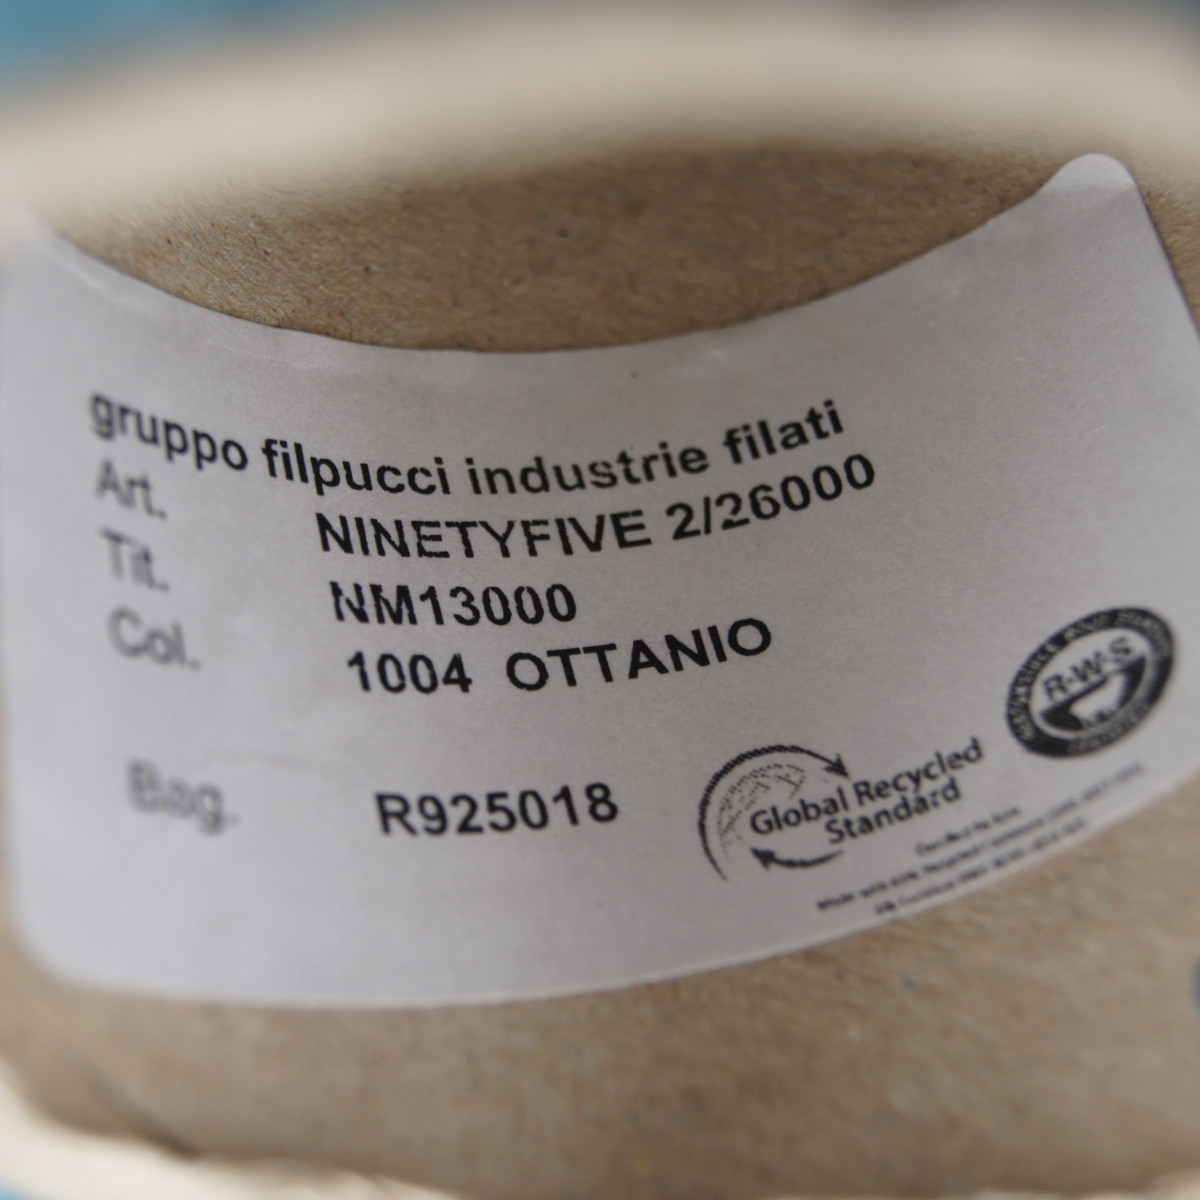 gruppo filpucci industrie filati
Art. NINETYFIVE 2/26000
Tit. NM13000
Col. 1004 OTTANIO
R·W·S
Bag. R925018
Global Recycled
Standard